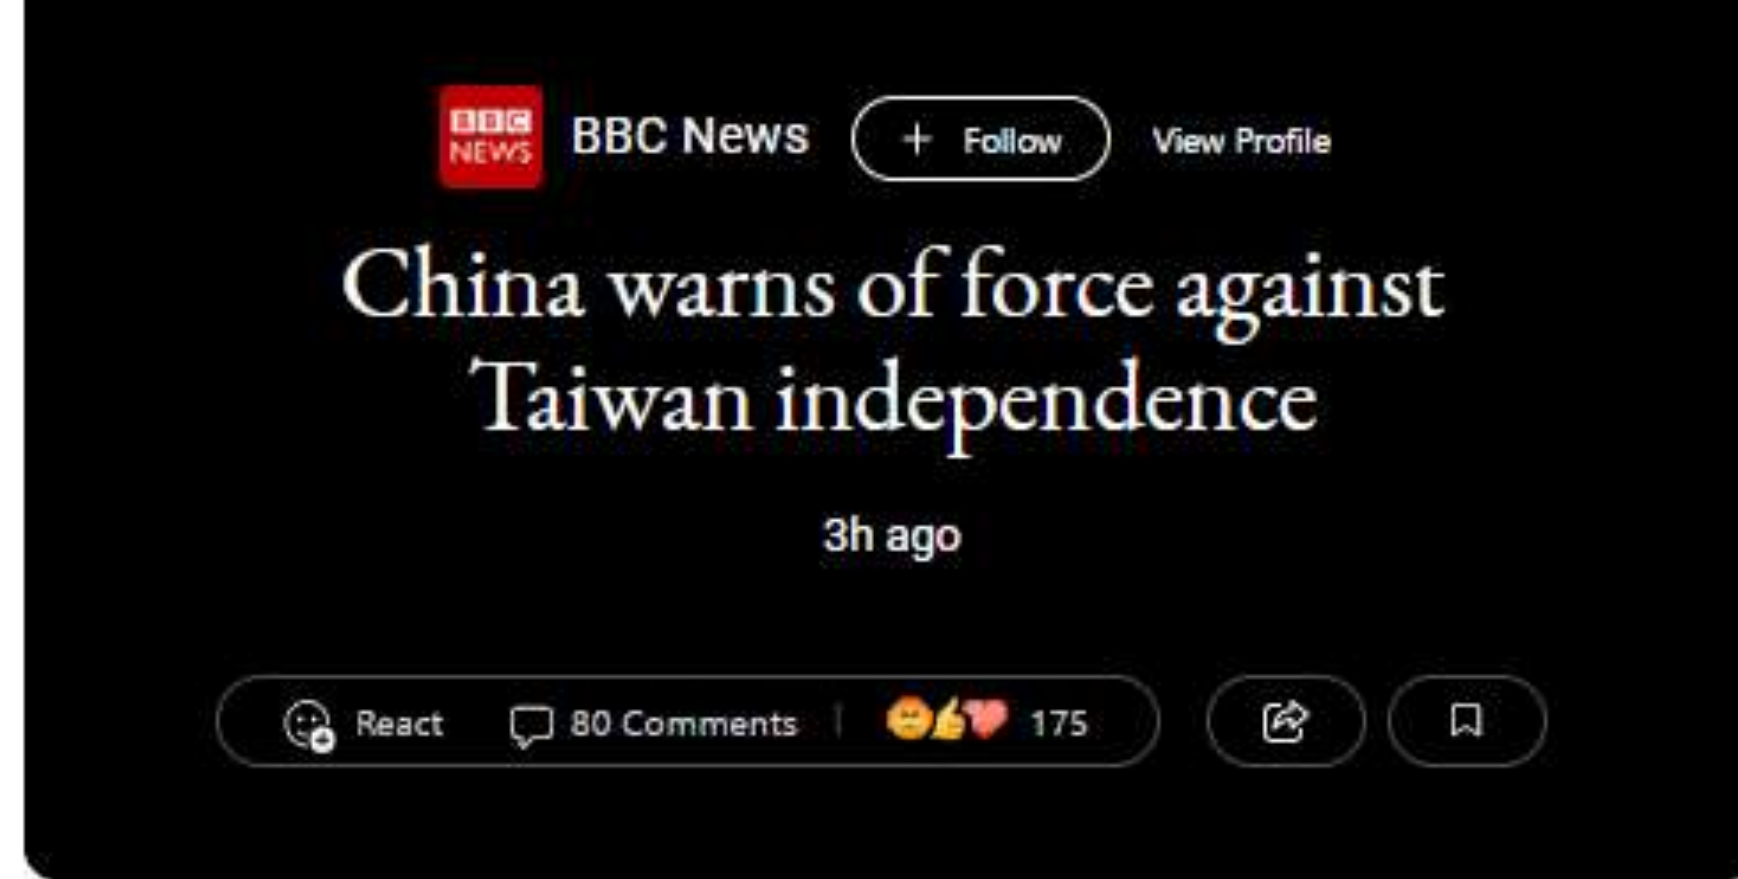 BBC
NEWS
BBC News
+ Follow
View Profile
China warns of force against
Taiwan independence
3h ago
React
80 Comments
175